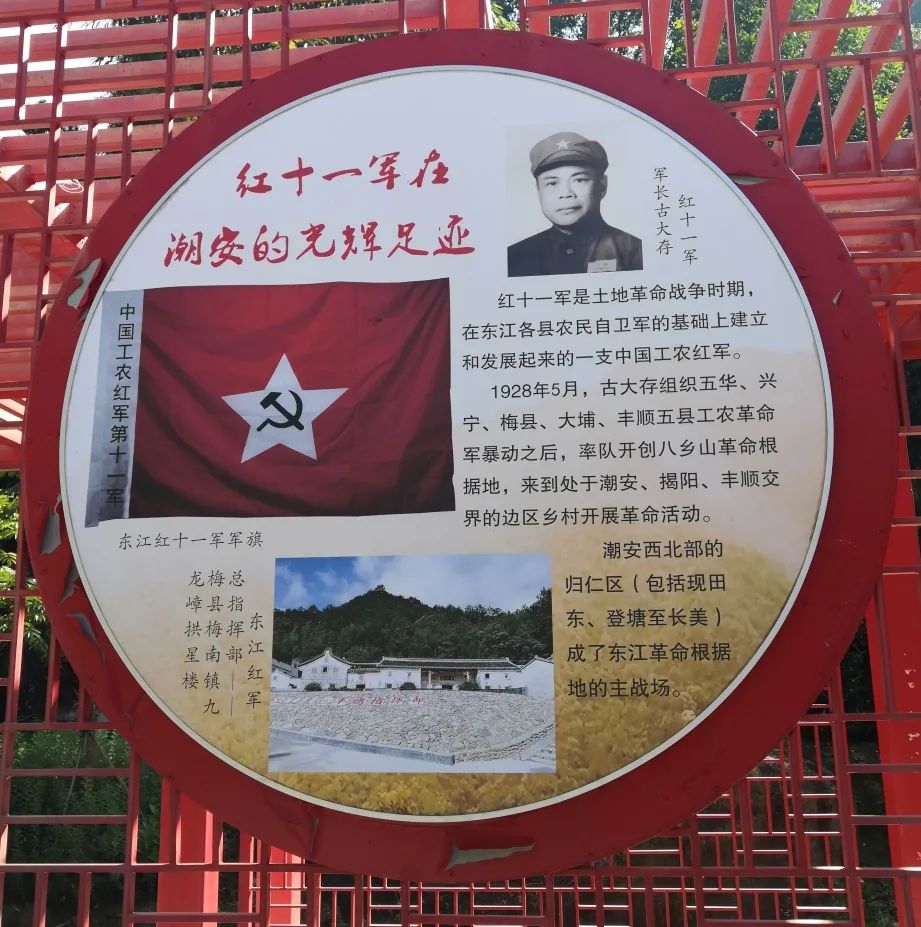 红十一军在
潮安的光辉足迹
红十一军
军长古大存
中国工农红军第十一军
东江红十一军军旗
红十一军是土地革命战争时期，
在东江各县农民自卫军的基础上建立
和发展起来的一支中国工农红军。
1928年5月，古大存组织五华、兴
宁、梅县、大埔、丰顺五县工农革命
军暴动之后，率队开创八乡山革命根
据地，来到处于潮安、揭阳、丰顺交
界的边区乡村开展革命活动。
潮安西北部的
归仁区（包括现田
东、登塘至长美）
成了东江革命根据
地的主战场。
东江红军
总指挥部——
梅县梅南镇九
龙嶂拱星楼